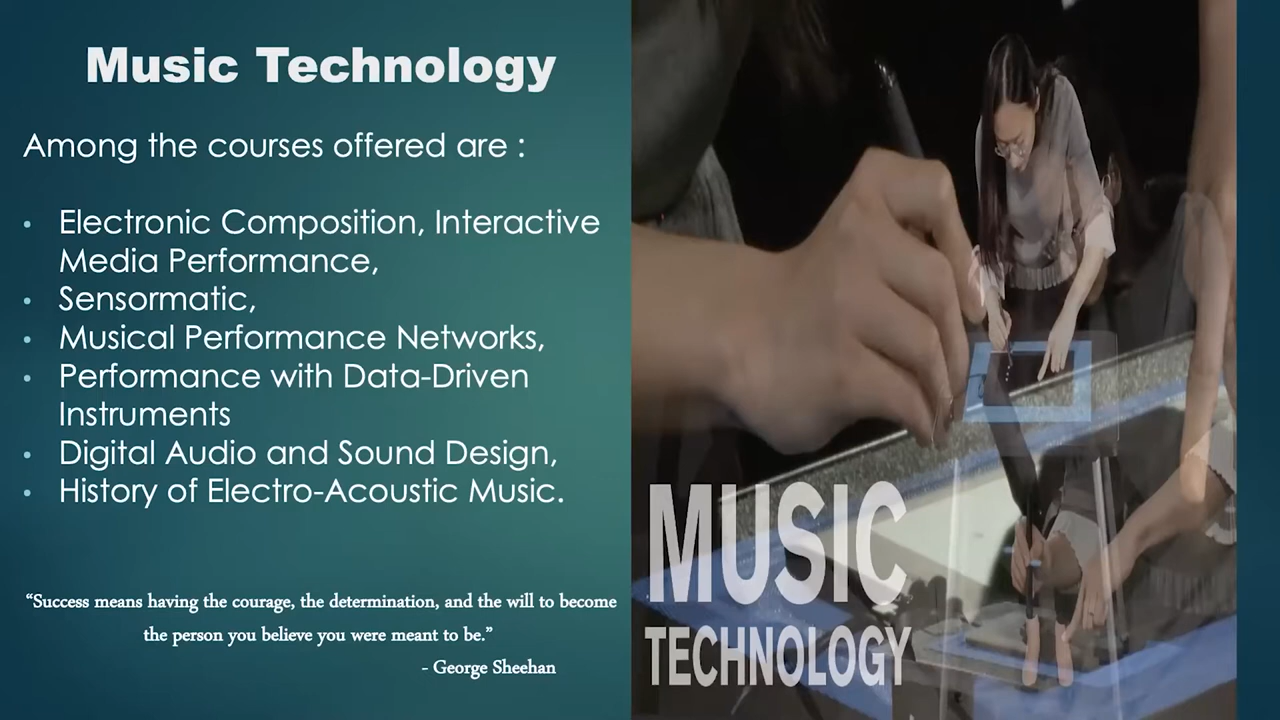 Music Technology
Among the courses offered are :
• Electronic Composition, Interactive
Media Performance,
• Sensormatic,
• Musical Performance Networks,
• Performance with Data-Driven
Instruments
• Digital Audio and Sound Design,
• History of Electro-Acoustic Music.
“Success means having the courage, the determination, and the will to become
the person you believe you were meant to be.”
- George Sheehan
MUSIC
TECHNOLOGY